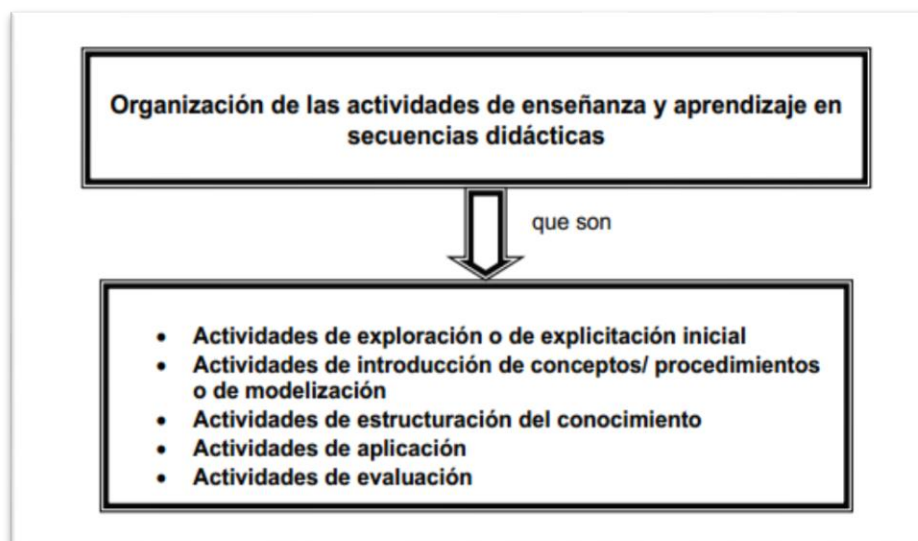 Organización de las actividades de enseñanza y aprendizaje en
secuencias didácticas
que son
• Actividades de exploración o de explicitación inicial
• Actividades de introducción de conceptos/ procedimientos
o de modelización
• Actividades de estructuración del conocimiento
• Actividades de aplicación
• Actividades de evaluación